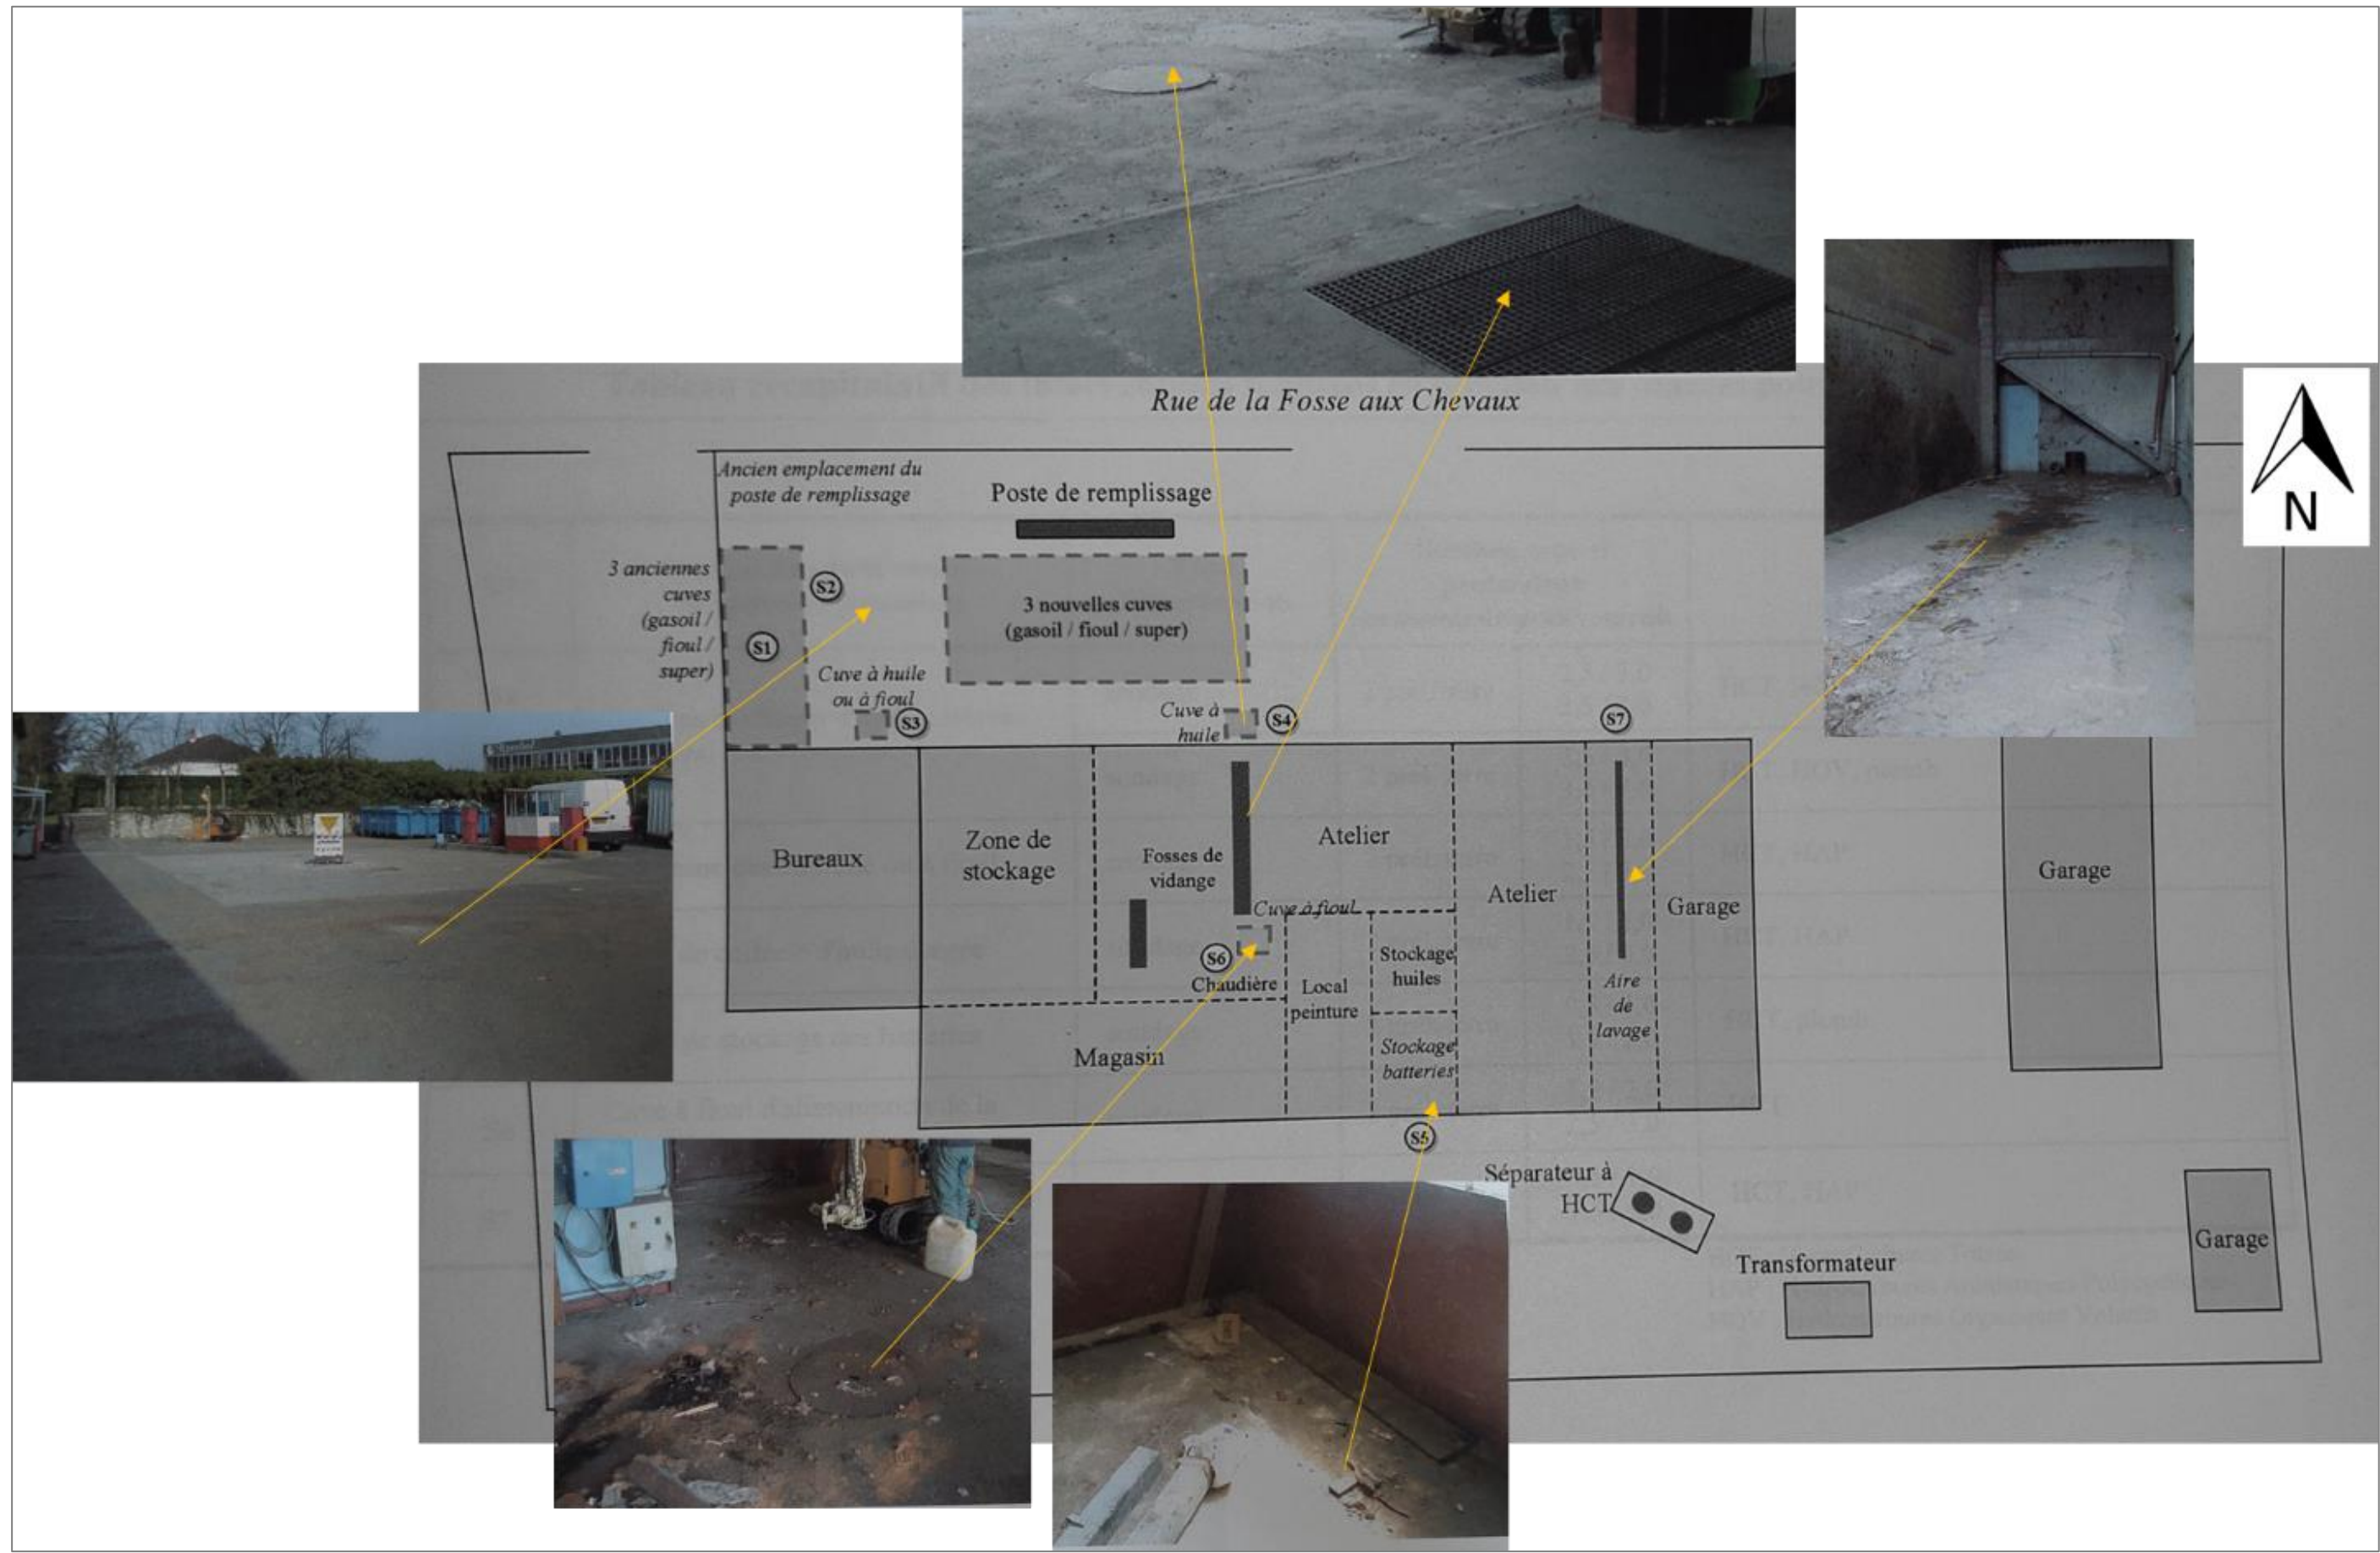 Rue de la Fosse aux Chevaux
N
Ancien emplacement du
poste de remplissage
Poste de remplissage
3 anciennes
cuves
(gasoil /
fioul /
super)
S2
S1
3 nouvelles cuves
(gasoil / fioul / super)
Cuve à huile
ou à fioul
S3
Cuve à
huile
S4
S7
Bureaux
Zone de
stockage
Fosses de
vidange
Atelier
Atelier
Garage
Garage
Cuve à fioul
S6
Chaudière
Local
peinture
Stockage
huiles
Aire
de
lavage
Magasin
Stockage
batteries
S5
Séparateur à
HCT
Transformateur
Garage